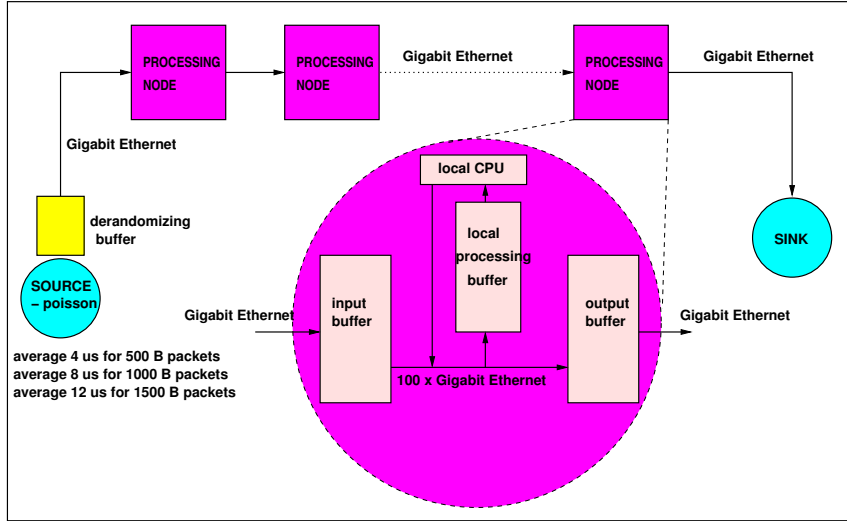 PROCESSING
NODE
PROCESSING
NODE
Gigabit Ethernet
PROCESSING
NODE
Gigabit Ethernet
Gigabit Ethernet
derandomizing
buffer
SOURCE
– poisson
average 4 us for 500 B packets
average 8 us for 1000 B packets
average 12 us for 1500 B packets
local CPU
local
processing
buffer
Gigabit Ethernet
input
buffer
100 x Gigabit Ethernet
output
buffer
Gigabit Ethernet
SINK